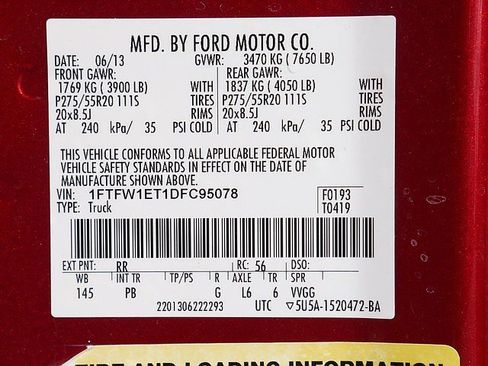 MFD. BY FORD MOTOR CO.
DATE: 06/13 GVWR: 3470 KG ( 7650 LB)
FRONT GAWR: REAR GAWR:
1769 KG ( 3900 LB) WITH 1837 KG ( 4050 LB) WITH
P275/55R20 111S TIRES P275/55R20 111S TIRES
20x8.5J RIMS 20x8.5J RIMS
AT 240 kPa/ 35 PSI COLD AT 240 kPa/ 35 PSI COLD
THIS VEHICLE CONFORMS TO ALL APPLICABLE FEDERAL MOTOR
VEHICLE SAFETY STANDARDS IN EFFECT ON THE DATE OF
MANUFACTURE SHOWN ABOVE.
VIN: 1FTFW1ET1DFC95078 F0193
TYPE: Truck T0419
EXT PNT: RR RC: 56 DSO:
WB INT TR TP/PS R AXLE TR SPR
145 PB G L6 6 VVGG
2201306222293 UTC ▽5U5A-1520472-BA
TIRE AND LOADING INFORMATION